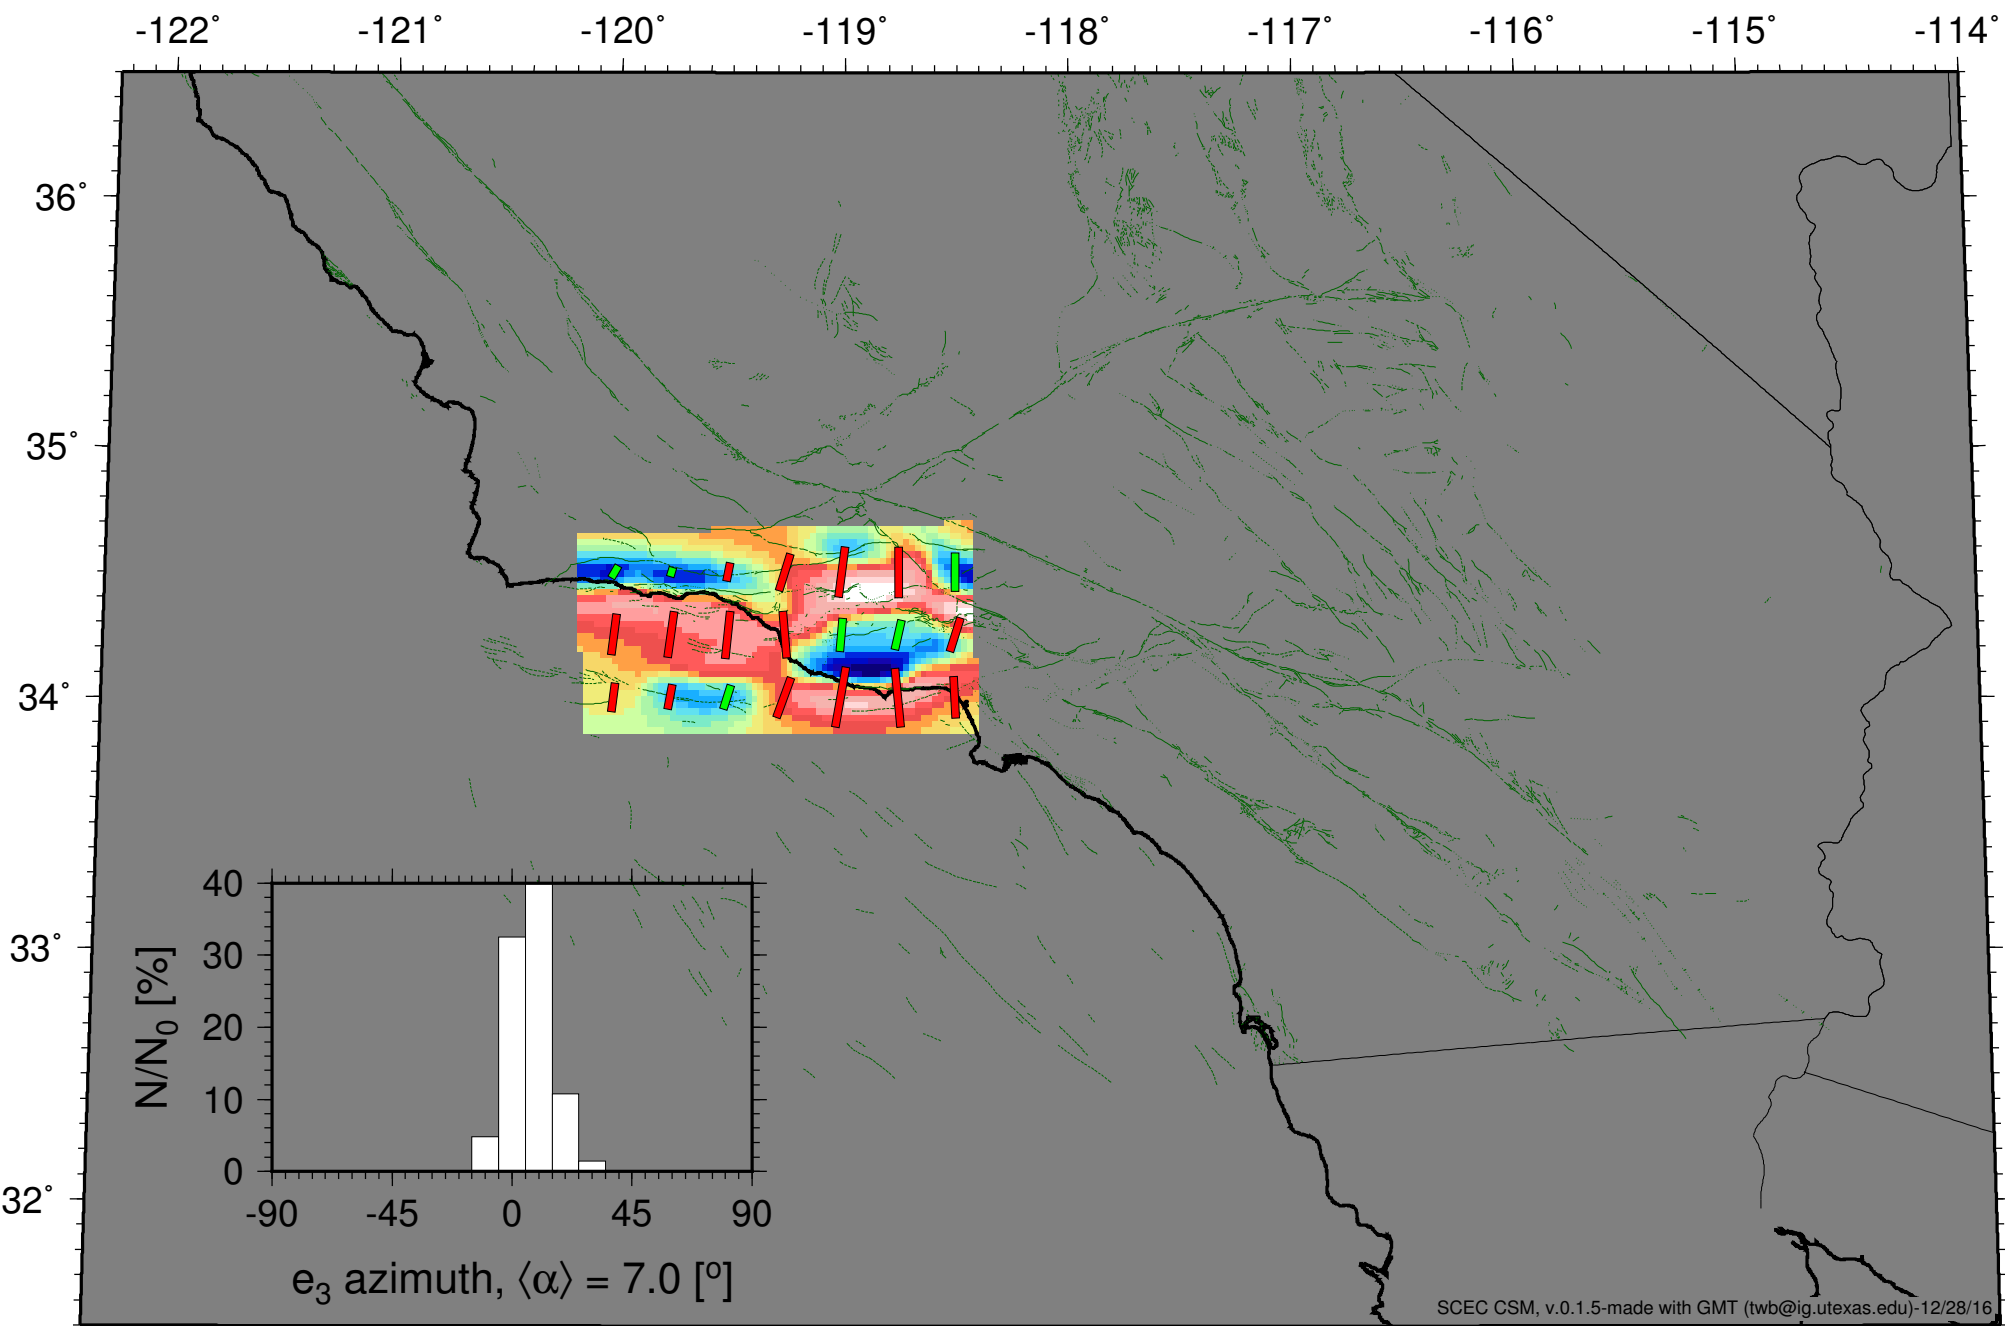 -122˚ -121˚ -120˚ -119˚ -118˚ -117˚ -116˚ -115˚ -114˚
36˚
35˚
34˚
33˚
32˚
40
30
20
10
0
N/N0 [%]
-90 -45 0 45 90
e3 azimuth, ⟨α⟩ = 7.0 [º]
SCEC CSM, v.0.1.5-made with GMT (twb@ig.utexas.edu)-12/28/16